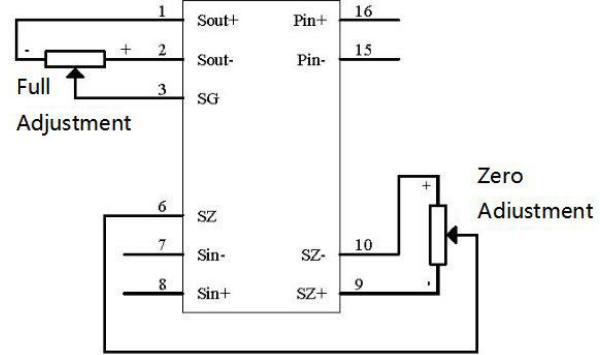 1 Sout+ Pin+ 16
- + 2 Sout- Pin- 15
Full
Adjustment
3 SG
6 SZ
7 Sin-
8 Sin+
SZ- 10
SZ+ 9
+
-
Zero
Adiustment